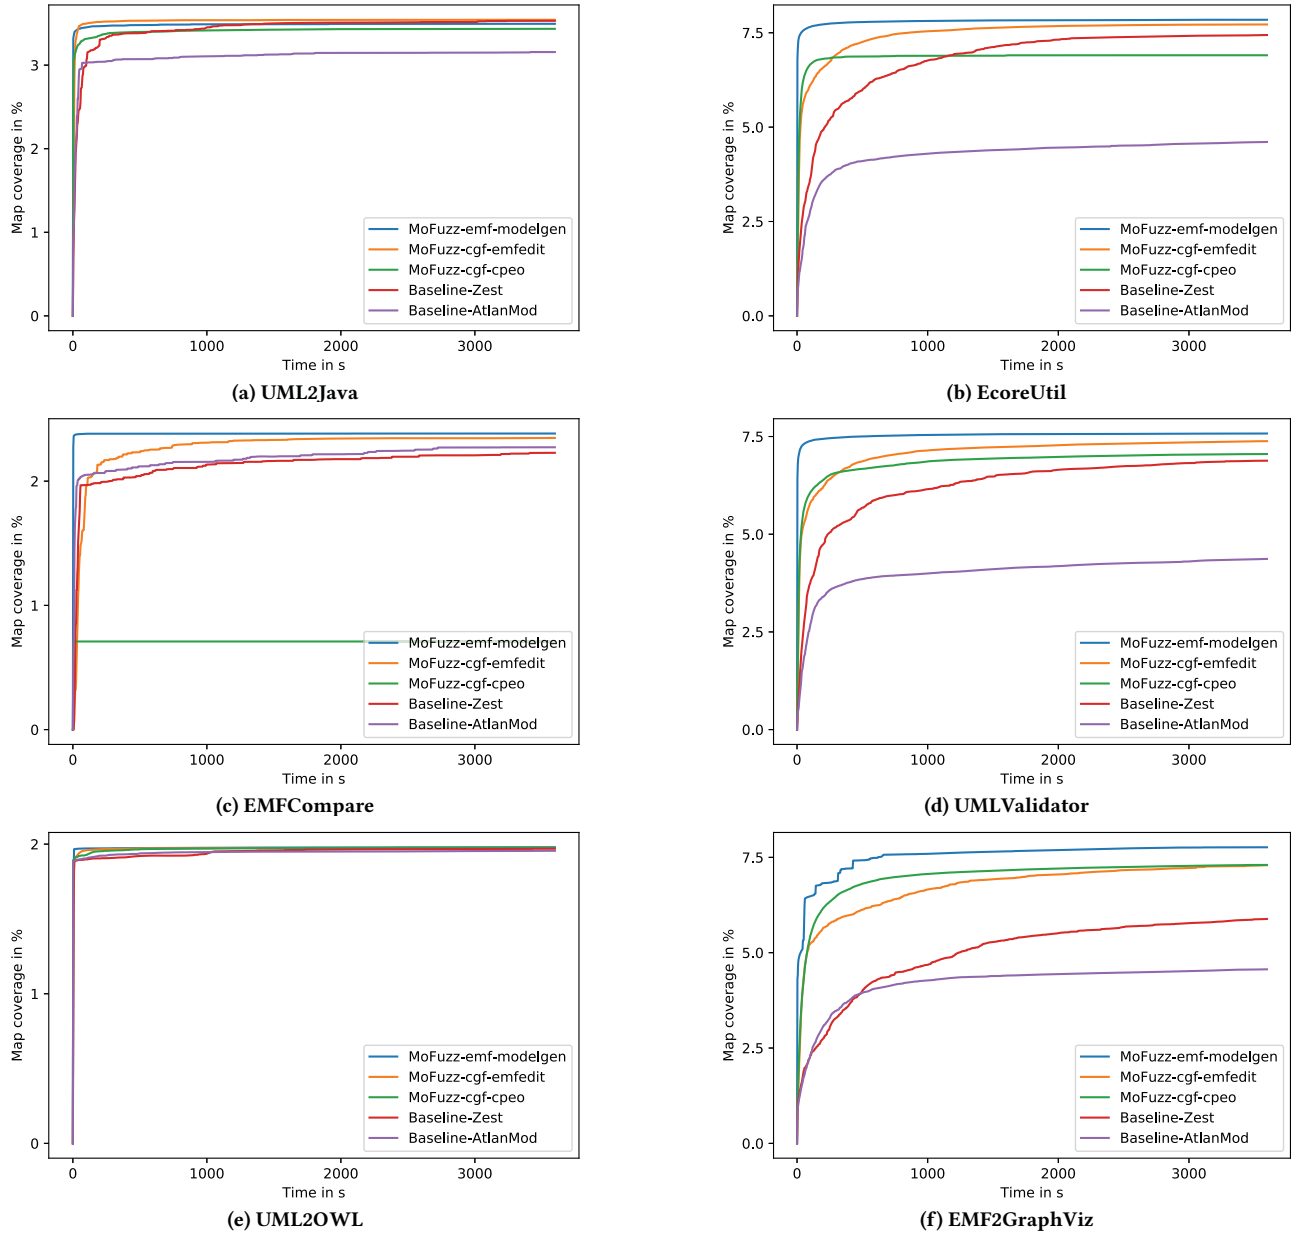 Map coverage in %
3
2
1
0
MoFuzz-emf-modelgen
MoFuzz-cgf-emfedit
MoFuzz-cgf-cpeo
Baseline-Zest
Baseline-AtlanMod
0 1000 2000 3000
Time in s
(a) UML2Java
Map coverage in %
7.5
5.0
2.5
0.0
MoFuzz-emf-modelgen
MoFuzz-cgf-emfedit
MoFuzz-cgf-cpeo
Baseline-Zest
Baseline-AtlanMod
0 1000 2000 3000
Time in s
(b) EcoreUtil
Map coverage in %
2
1
0
MoFuzz-emf-modelgen
MoFuzz-cgf-emfedit
MoFuzz-cgf-cpeo
Baseline-Zest
Baseline-AtlanMod
0 1000 2000 3000
Time in s
(c) EMFCompare
Map coverage in %
7.5
5.0
2.5
0.0
MoFuzz-emf-modelgen
MoFuzz-cgf-emfedit
MoFuzz-cgf-cpeo
Baseline-Zest
Baseline-AtlanMod
0 1000 2000 3000
Time in s
(d) UMLValidator
Map coverage in %
2
1
0
MoFuzz-emf-modelgen
MoFuzz-cgf-emfedit
MoFuzz-cgf-cpeo
Baseline-Zest
Baseline-AtlanMod
0 1000 2000 3000
Time in s
(e) UML2OWL
Map coverage in %
7.5
5.0
2.5
0.0
MoFuzz-emf-modelgen
MoFuzz-cgf-emfedit
MoFuzz-cgf-cpeo
Baseline-Zest
Baseline-AtlanMod
0 1000 2000 3000
Time in s
(f) EMF2GraphViz